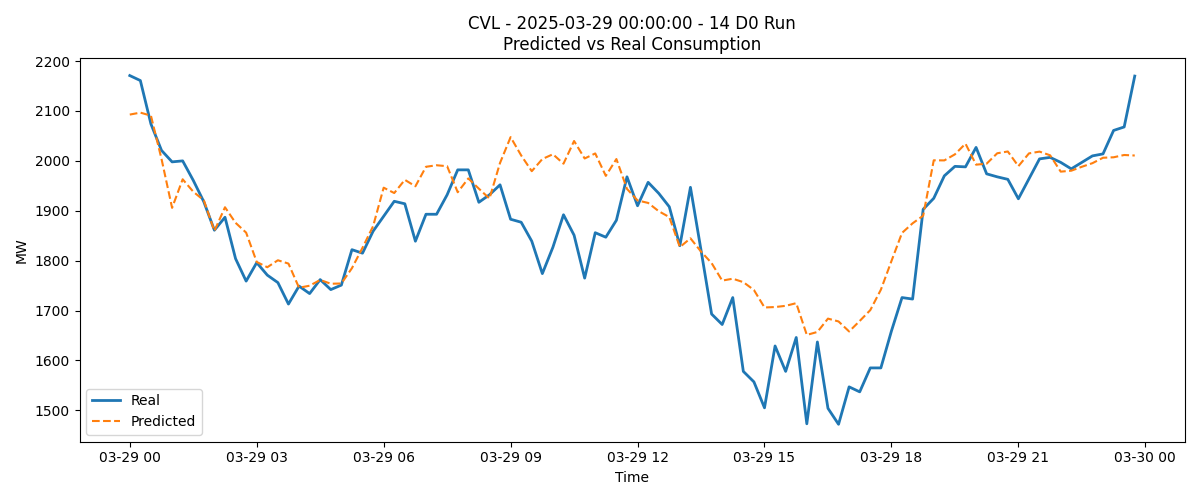 CVL - 2025-03-29 00:00:00 - 14 D0 Run
Predicted vs Real Consumption
2200
2100
2000
1900
1800
1700
1600
1500
MW
Real
Predicted
03-29 00
03-29 03
03-29 06
03-29 09
03-29 12
03-29 15
03-29 18
03-29 21
03-30 00
Time